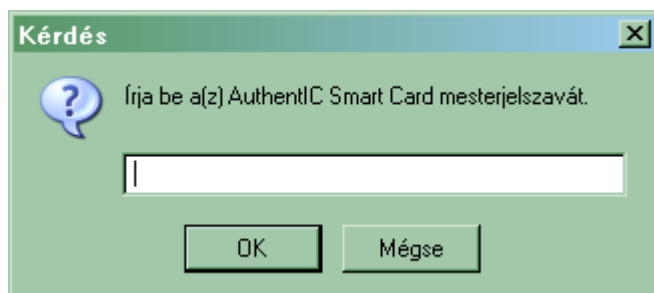 Kérdés
Írja be a(z) AuthentIC Smart Card mesterjelszavát.
OK
Mégse